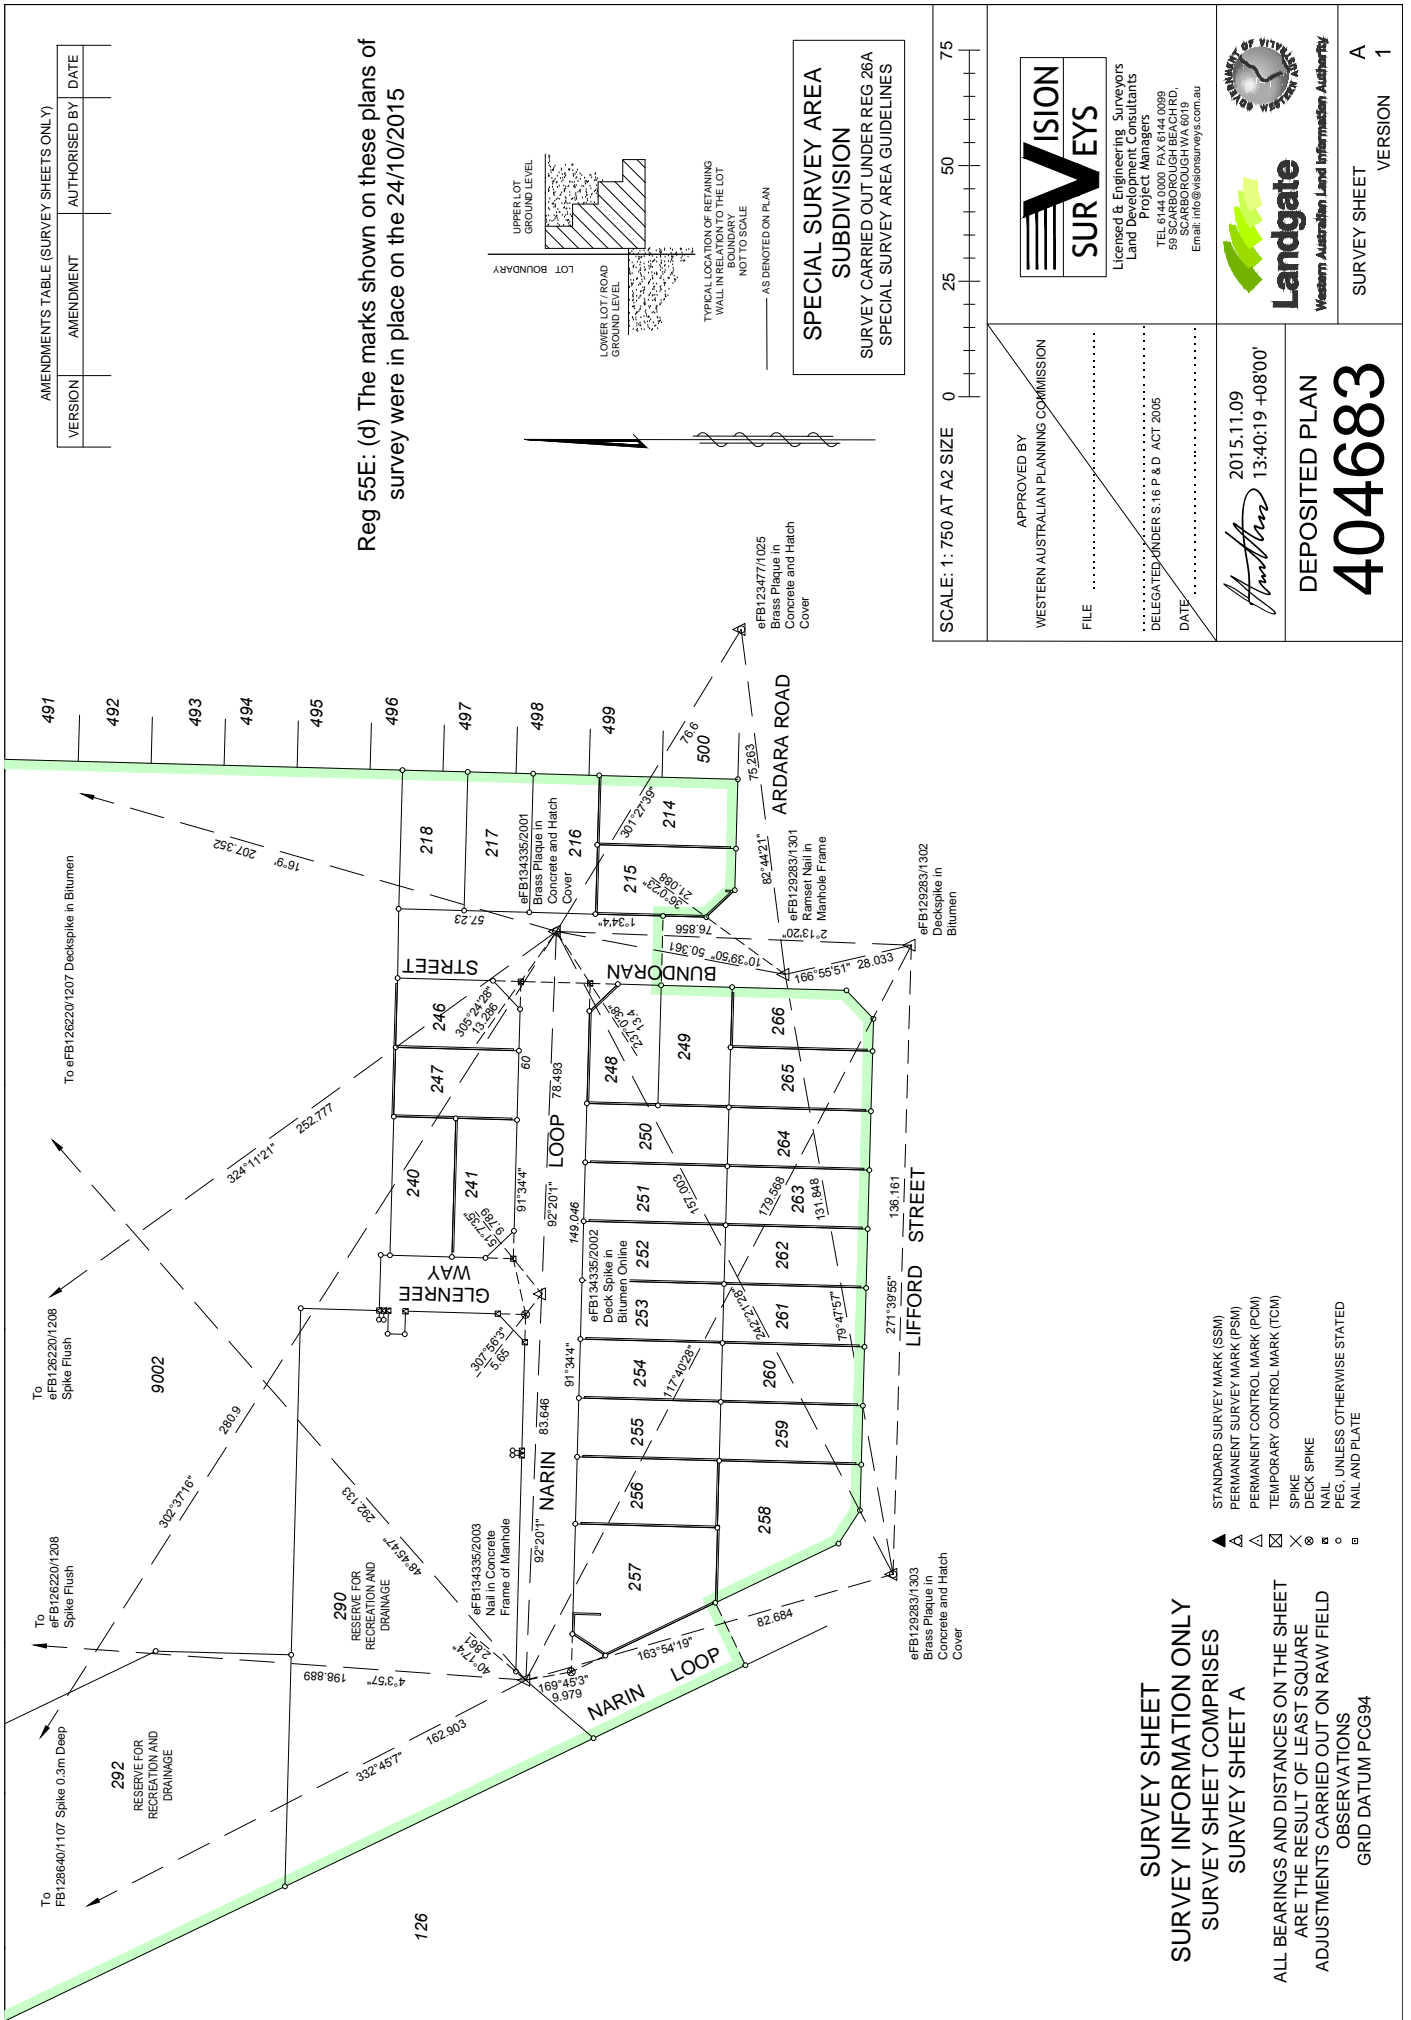 AMENDMENTS TABLE (SURVEY SHEETS ONLY)
VERSION AMENDMENT AUTHORISED BY DATE
Reg 55E: (d) The marks shown on these plans of
survey were in place on the 24/10/2015
UPPER LOT
GROUND LEVEL
LOT BOUNDARY
LOWER LOT / ROAD
GROUND LEVEL
TYPICAL LOCATION OF RETAINING
WALL IN RELATION TO THE LOT
BOUNDARY
NOT TO SCALE
AS DENOTED ON PLAN
SPECIAL SURVEY AREA
SUBDIVISION
SURVEY CARRIED OUT UNDER REG 26A
SPECIAL SURVEY AREA GUIDELINES
SCALE: 1: 750 AT A2 SIZE
0 25 50 75
APPROVED BY
WESTERN AUSTRALIAN PLANNING COMMISSION
FILE
DELEGATED UNDER S.16 P & D ACT 2005
DATE
VISION
SURVEYS
Licensed & Engineering Surveyors
Land Development Consultants
Project Managers
TEL 6144 0000 FAX 6144 0099
59 SCARBOROUGH BEACH RD,
SCARBOROUGH WA 6019
Email: info@visionsurveys.com.au
2015.11.09
13:40:19 +08'00'
Landgate
Western Australian Land Information Authority
GOVERNMENT OF WESTERN AUSTRALIA
DEPOSITED PLAN
404683
SURVEY SHEET A
VERSION 1
To
FB128640/1107 Spike 0.3m Deep
To
eFB126220/1208
Spike Flush
To
eFB126220/1208
Spike Flush
To eFB126220/1207 Deckspike in Bitumen
491
492
493
494
495
496
497
498
499
500
126
292
RESERVE FOR
RECREATION AND
DRAINAGE
290
RESERVE FOR
RECREATION AND
DRAINAGE
9002
332°45'7" 162.903
4°3'57" 198.889
302°37'16" 280.9
48°45'47" 292.133
324°11'21" 252.777
16°9' 207.352
40°17'4"
2.861
eFB134335/2003
Nail in Concrete
Frame of Manhole
169°45'3"
9.979
307°56'3"
5.65
51°7'35"
9.789
305°24'28"
13.286
237°0'38"
13.4
36°0'23"
21.088
GLENREE
WAY
240
241
247
246
218
217
216
215
214
STREET
BUNDORAN
57.23
1°34'4"
60
91°34'4"
92°20'1"
78.493
NARIN
LOOP
92°20'1" 83.646
91°34'4" 149.046
eFB134335/2001
Brass Plaque in
Concrete and Hatch
Cover
301°27'39" 76.6
eFB134335/2002
Deck Spike in
Bitumen Online
257
256
255
254
253
252
251
250
248
249
258
259
260
261
262
263
264
265
266
117°40'28" 179.568
242°21'28" 157.003
79°47'57" 131.848
10°39'50" 50.361
2°13'20" 76.856
166°55'51" 28.033
82°44'21" 75.263
ARDARA ROAD
eFB123477/1025
Brass Plaque in
Concrete and Hatch
Cover
eFB129283/1301
Ramset Nail in
Manhole Frame
eFB129283/1302
Deckspike in
Bitumen
271°39'55" 136.161
LIFFORD STREET
NARIN LOOP
163°54'19" 82.684
eFB129283/1303
Brass Plaque in
Concrete and Hatch
Cover
SURVEY SHEET
SURVEY INFORMATION ONLY
SURVEY SHEET COMPRISES
SURVEY SHEET A
ALL BEARINGS AND DISTANCES ON THE SHEET
ARE THE RESULT OF LEAST SQUARE
ADJUSTMENTS CARRIED OUT ON RAW FIELD
OBSERVATIONS
GRID DATUM PCG94
STANDARD SURVEY MARK (SSM)
PERMANENT SURVEY MARK (PSM)
PERMANENT CONTROL MARK (PCM)
TEMPORARY CONTROL MARK (TCM)
SPIKE
DECK SPIKE
NAIL
PEG, UNLESS OTHERWISE STATED
NAIL AND PLATE